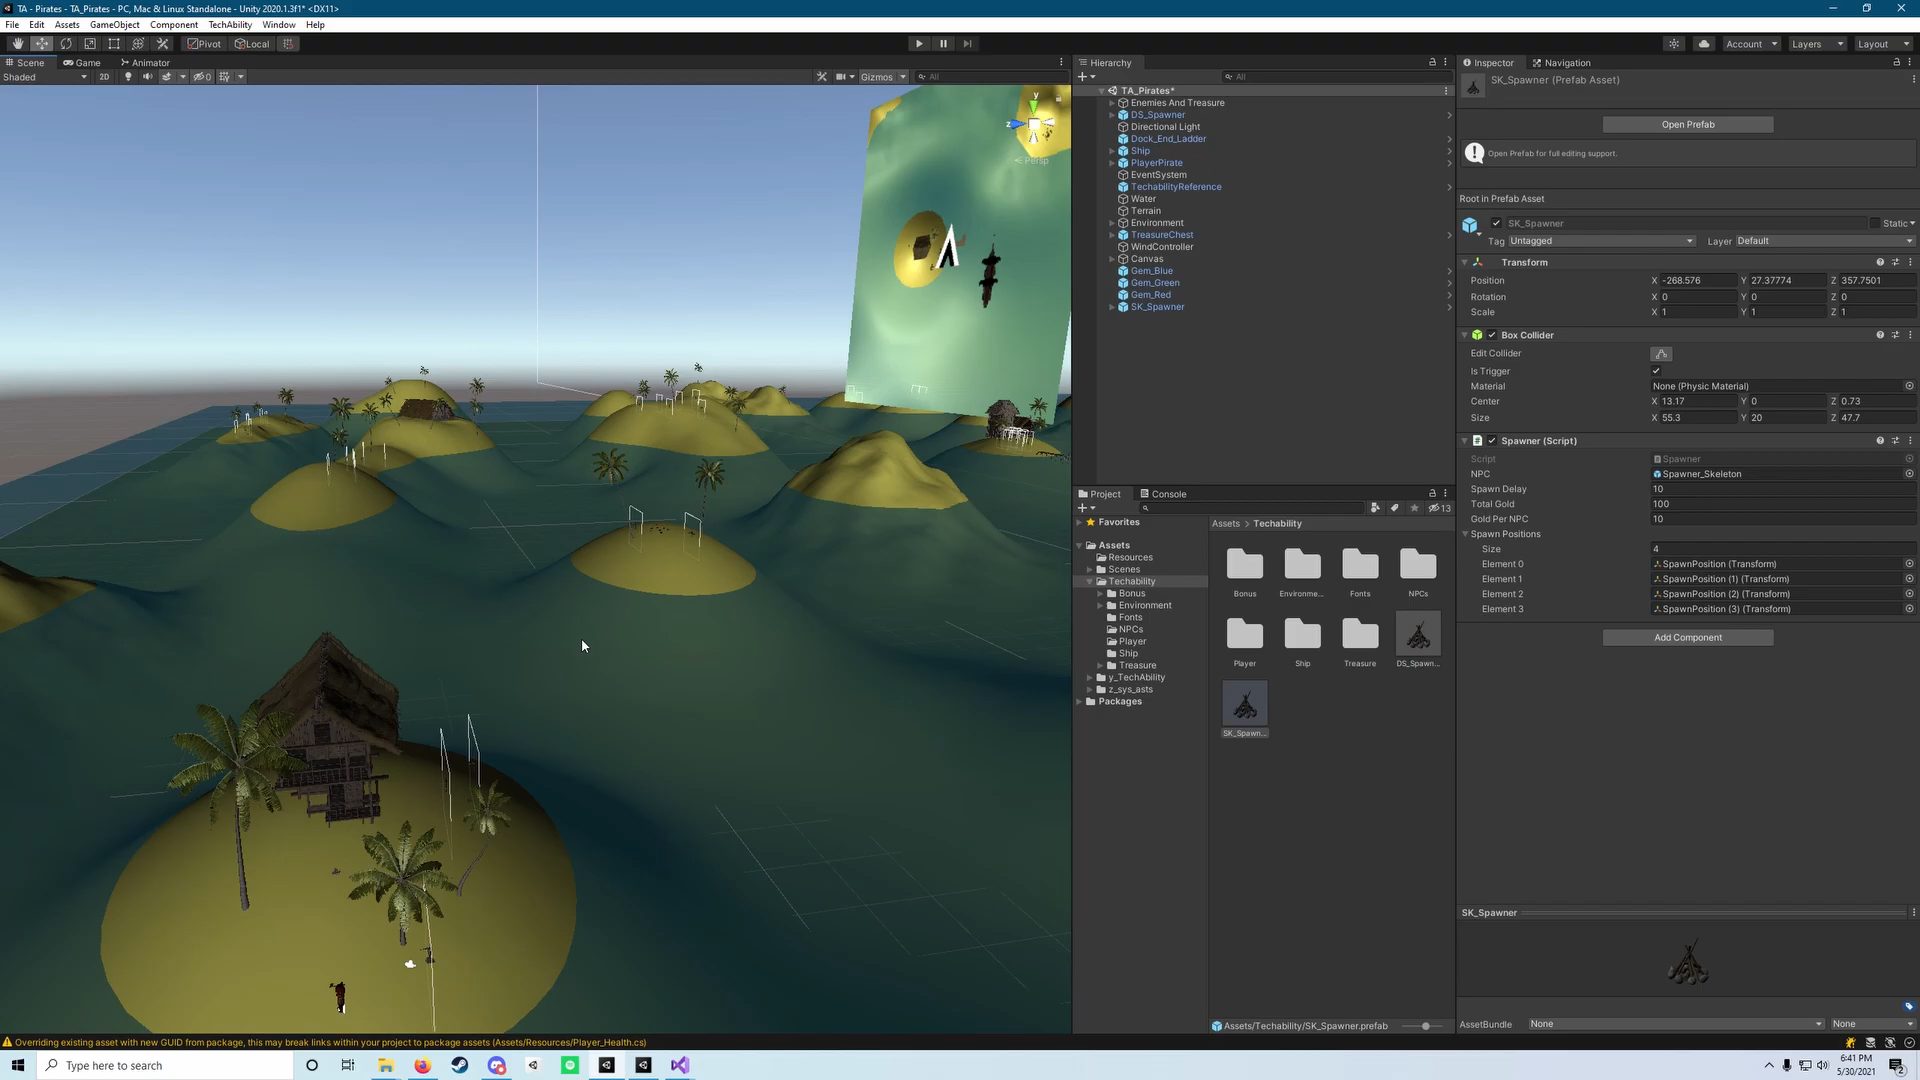 TA - Pirates - TA_Pirates - PC, Mac & Linux Standalone - Unity 2020.1.3f1* <DX11>
File Edit Assets GameObject Component TechAbility Window Help
Pivot Local Account Layers Layout
Scene Game Animator
Shaded 2D 0 Gizmos All
y
z
Persp
Hierarchy
All
TA_Pirates*
Enemies And Treasure
DS_Spawner
Directional Light
Dock_End_Ladder
Ship
PlayerPirate
EventSystem
TechabilityReference
Water
Terrain
Environment
TreasureChest
WindController
Canvas
Gem_Blue
Gem_Green
Gem_Red
SK_Spawner
Project Console
13
Favorites
Assets
Resources
Scenes
Techability
Bonus
Environment
Fonts
NPCs
Player
Ship
Treasure
y_TechAbility
z_sys_asts
Packages
Assets > Techability
Bonus Environme... Fonts NPCs
Player Ship Treasure DS_Spawn...
SK_Spawn...
Assets/Techability/SK_Spawner.prefab
Inspector Navigation
SK_Spawner (Prefab Asset)
Open Prefab
Open Prefab for full editing support.
Root in Prefab Asset
SK_Spawner Static
Tag Untagged Layer Default
Transform
Position X -268.576 Y 27.37774 Z 357.7501
Rotation X 0 Y 0 Z 0
Scale X 1 Y 1 Z 1
Box Collider
Edit Collider
Is Trigger
Material None (Physic Material)
Center X 13.17 Y 0 Z 0.73
Size X 55.3 Y 20 Z 47.7
Spawner (Script)
Script Spawner
NPC Spawner_Skeleton
Spawn Delay 10
Total Gold 100
Gold Per NPC 10
Spawn Positions
Size 4
Element 0 SpawnPosition (Transform)
Element 1 SpawnPosition (1) (Transform)
Element 2 SpawnPosition (2) (Transform)
Element 3 SpawnPosition (3) (Transform)
Add Component
SK_Spawner
AssetBundle None None
Overriding existing asset with new GUID from package, this may break links within your project to package assets (Assets/Resources/Player_Health.cs)
Type here to search
6:41 PM
5/30/2021
2